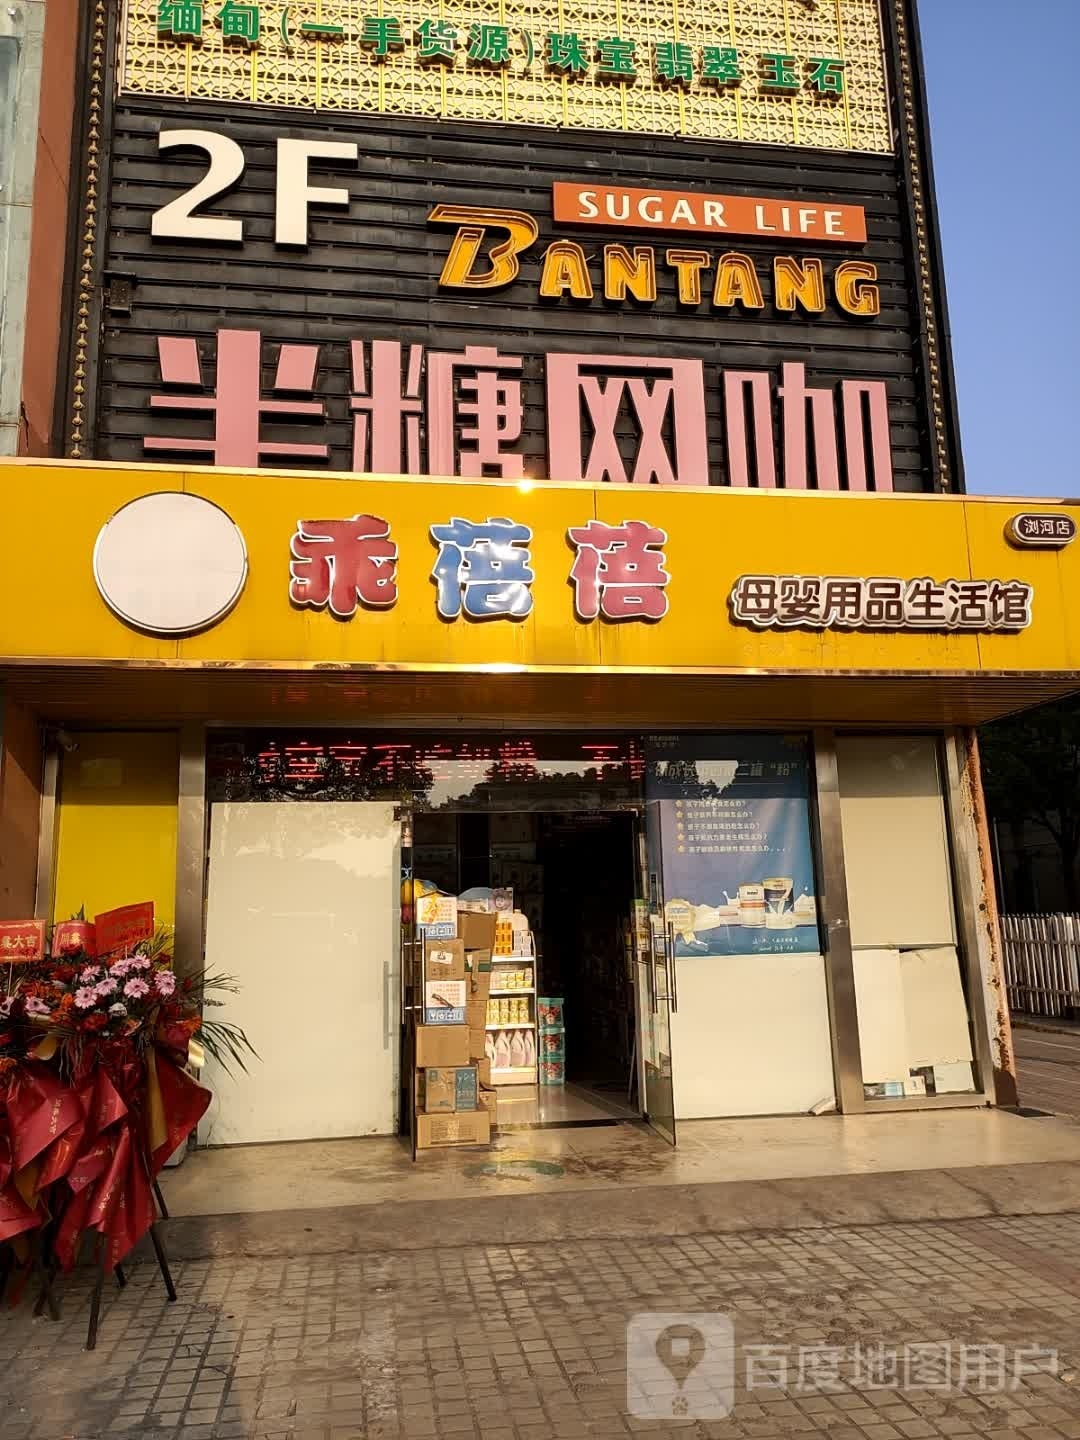 缅甸(一手货源)珠宝 翡翠 玉石
2F
SUGAR LIFE
BANTANG
半糖网咖
浏河店
乖蓓蓓
母婴用品生活馆
百度地图用户